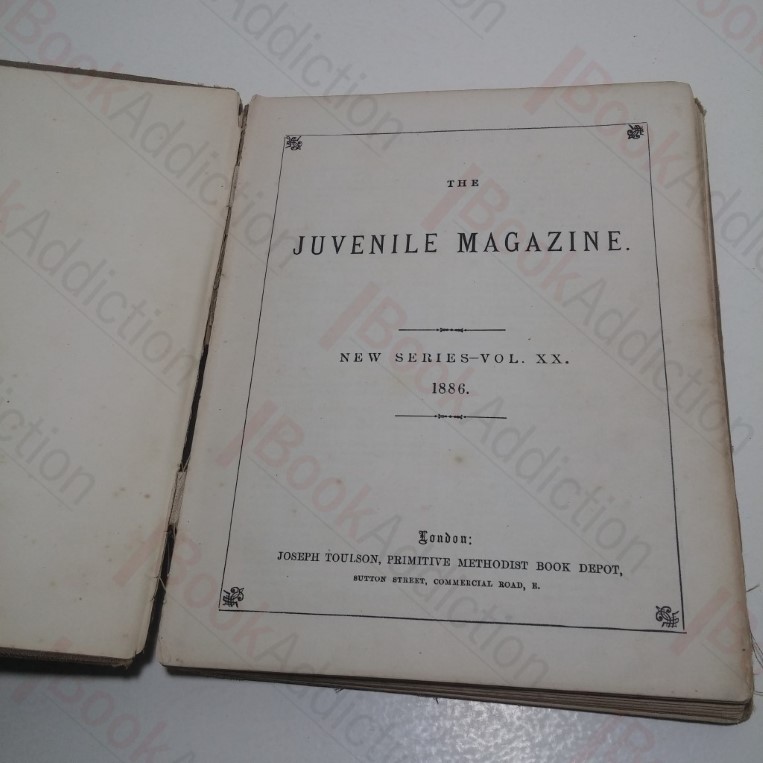 THE
JUVENILE MAGAZINE.
NEW SERIES—VOL. XX.
1886.
London:
JOSEPH TOULSON, PRIMITIVE METHODIST BOOK DEPOT,
SUTTON STREET, COMMERCIAL ROAD, E.
BookAddiction